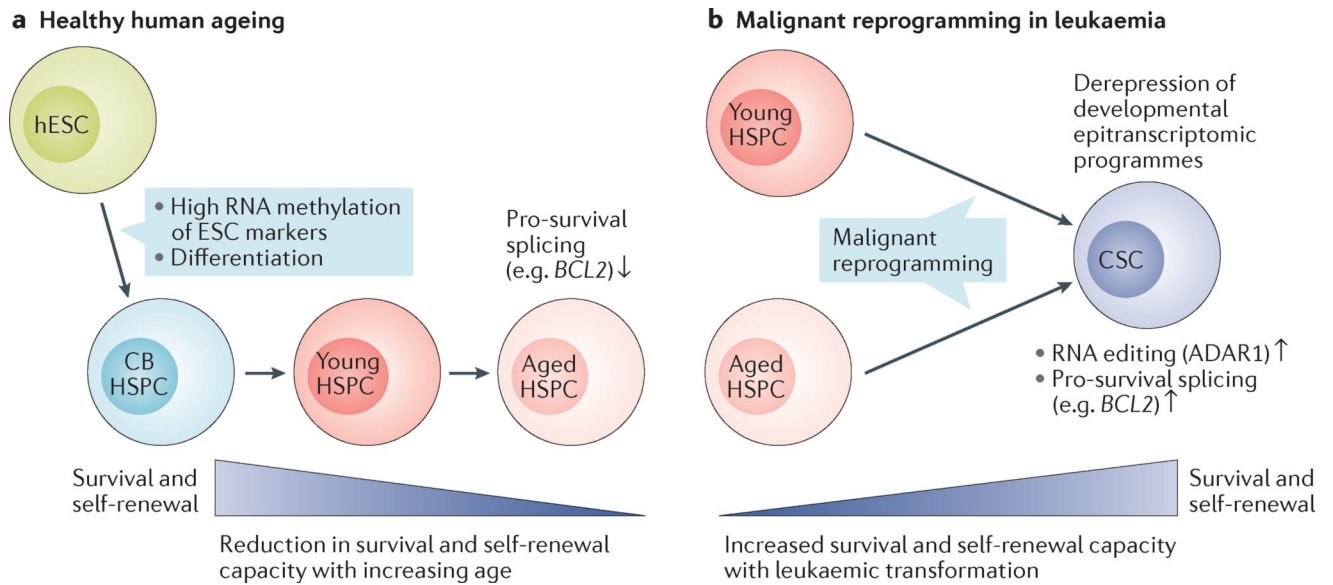 a Healthy human ageing
hESC
• High RNA methylation
of ESC markers
• Differentiation
Pro-survival
splicing
(e.g. BCL2)↓
CB
HSPC
Young
HSPC
Aged
HSPC
Survival and
self-renewal
Reduction in survival and self-renewal
capacity with increasing age
b Malignant reprogramming in leukaemia
Young
HSPC
Derepression of
developmental
epitranscriptomic
programmes
Malignant
reprogramming
CSC
Aged
HSPC
• RNA editing (ADAR1)↑
• Pro-survival splicing
(e.g. BCL2)↑
Survival and
self-renewal
Increased survival and self-renewal capacity
with leukaemic transformation